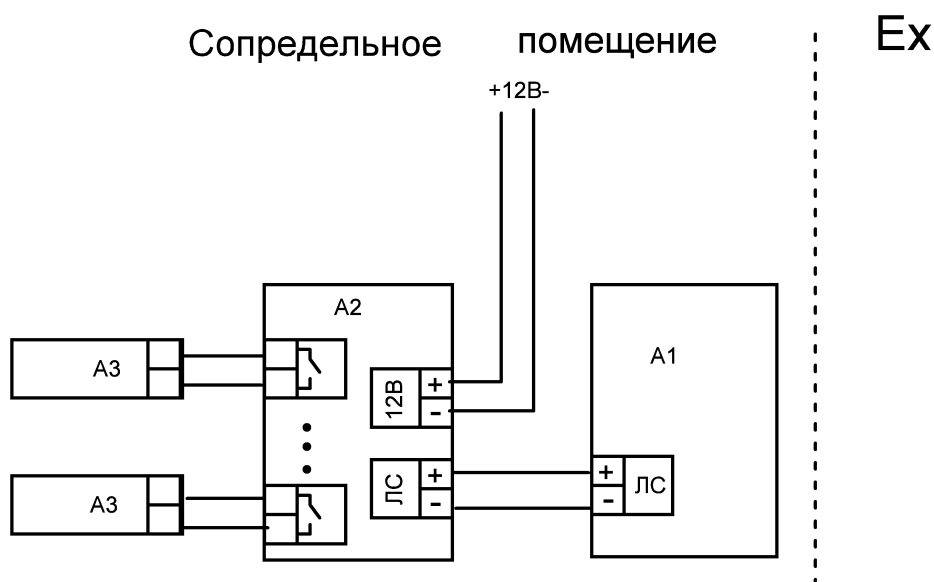 Сопредельное помещение
Ex
+12В-
А2
А1
А3
12В
+
-
ЛС
+
-
+
-
ЛС
А3